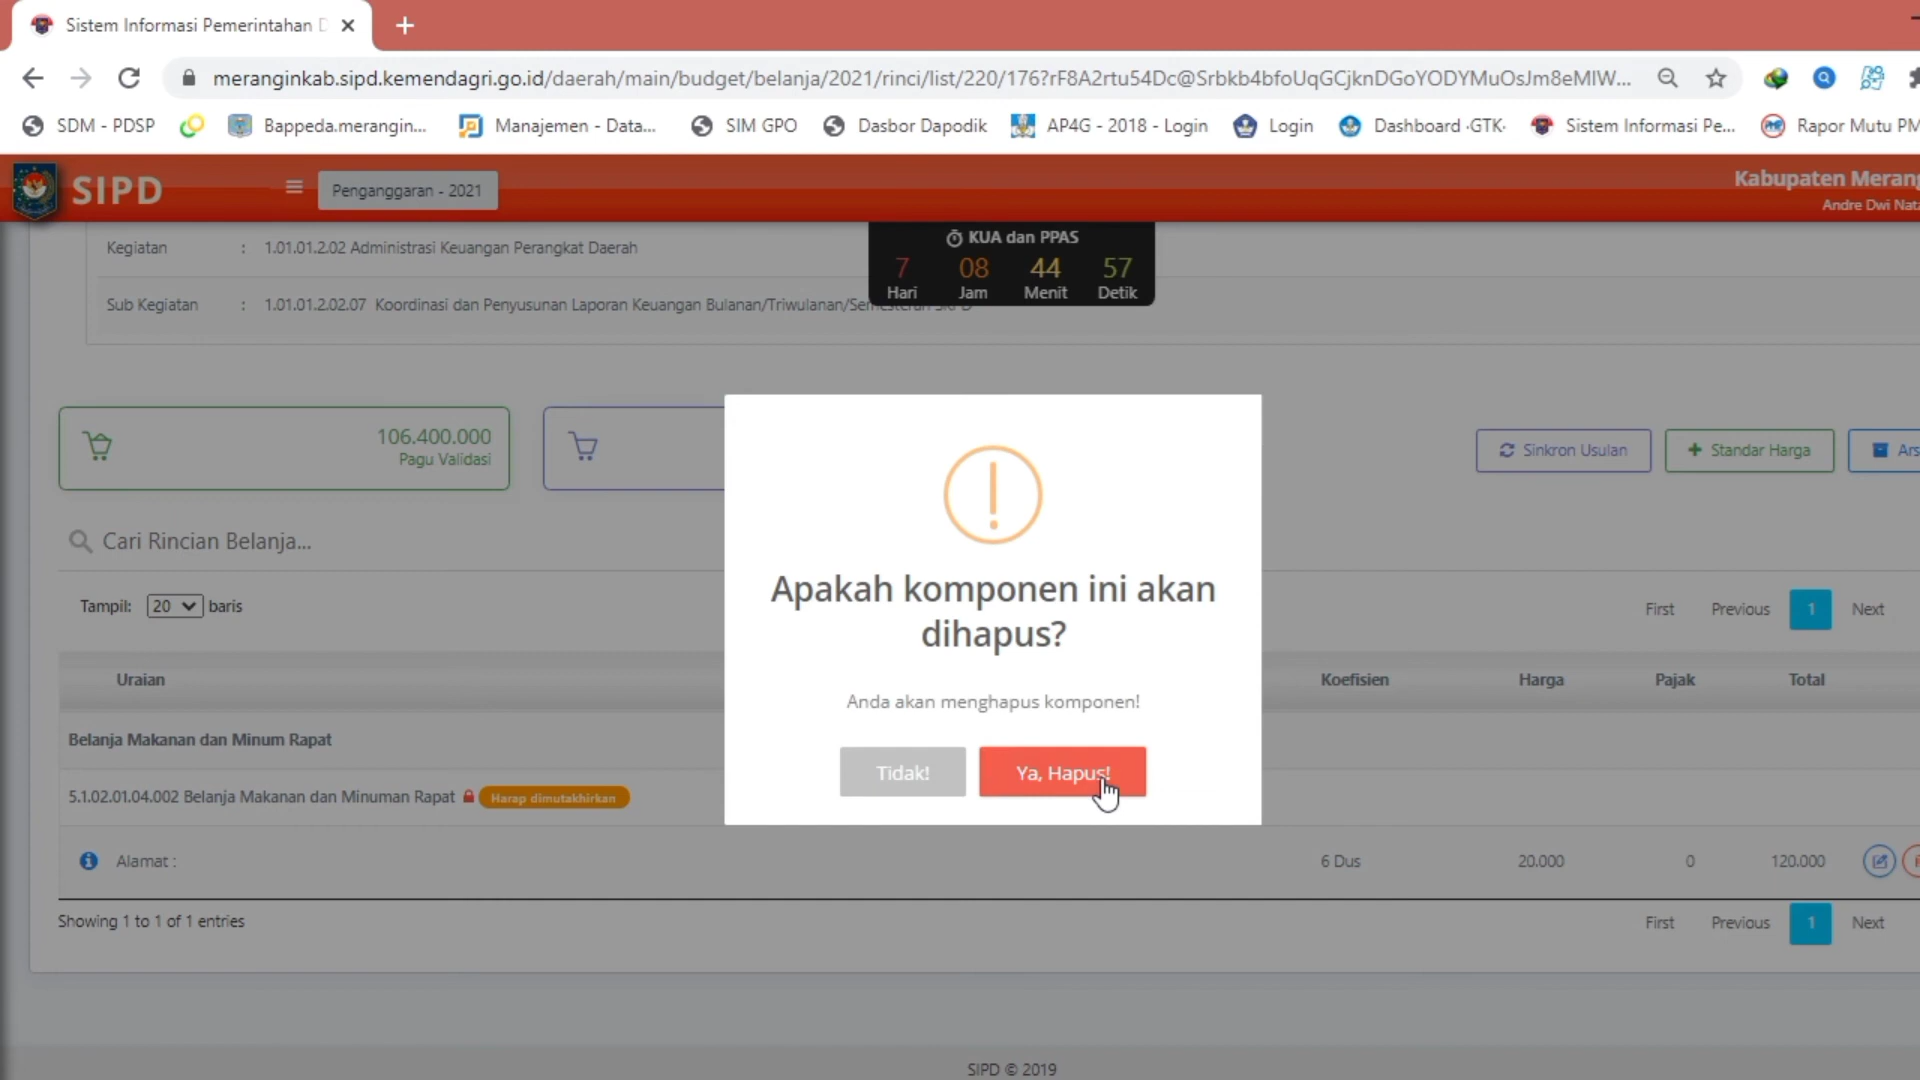 Sistem Informasi Pemerintahan D
meranginkab.sipd.kemendagri.go.id/daerah/main/budget/belanja/2021/rinci/list/220/176?rF8A2rtu54Dc@Srbkb4bfoUqGCjknDGoYODYMuOsJm8eMIW...
SDM - PDSP
Bappeda.merangin...
Manajemen - Data...
SIM GPO
Dasbor Dapodik
AP4G - 2018 - Login
Login
Dashboard ·GTK·
Sistem Informasi Pe...
Rapor Mutu PM
SIPD
Penganggaran - 2021
Kabupaten Merang
Andre Dwi Nata
KUA dan PPAS
7 08 44 57
Hari Jam Menit Detik
Kegiatan : 1.01.01.2.02 Administrasi Keuangan Perangkat Daerah
Sub Kegiatan : 1.01.01.2.02.07 Koordinasi dan Penyusunan Laporan Keuangan Bulanan/Triwulanan/Semesteran SKPD
106.400.000
Pagu Validasi
Sinkron Usulan
Standar Harga
Ars
Cari Rincian Belanja...
Tampil: 20 baris
First Previous 1 Next
Uraian Koefisien Harga Pajak Total
Belanja Makanan dan Minum Rapat
5.1.02.01.04.002 Belanja Makanan dan Minuman Rapat Harap dimutakhirkan
Alamat : 6 Dus 20.000 0 120.000
Showing 1 to 1 of 1 entries
First Previous 1 Next
Apakah komponen ini akan
dihapus?
Anda akan menghapus komponen!
Tidak!
Ya, Hapus!
SIPD © 2019